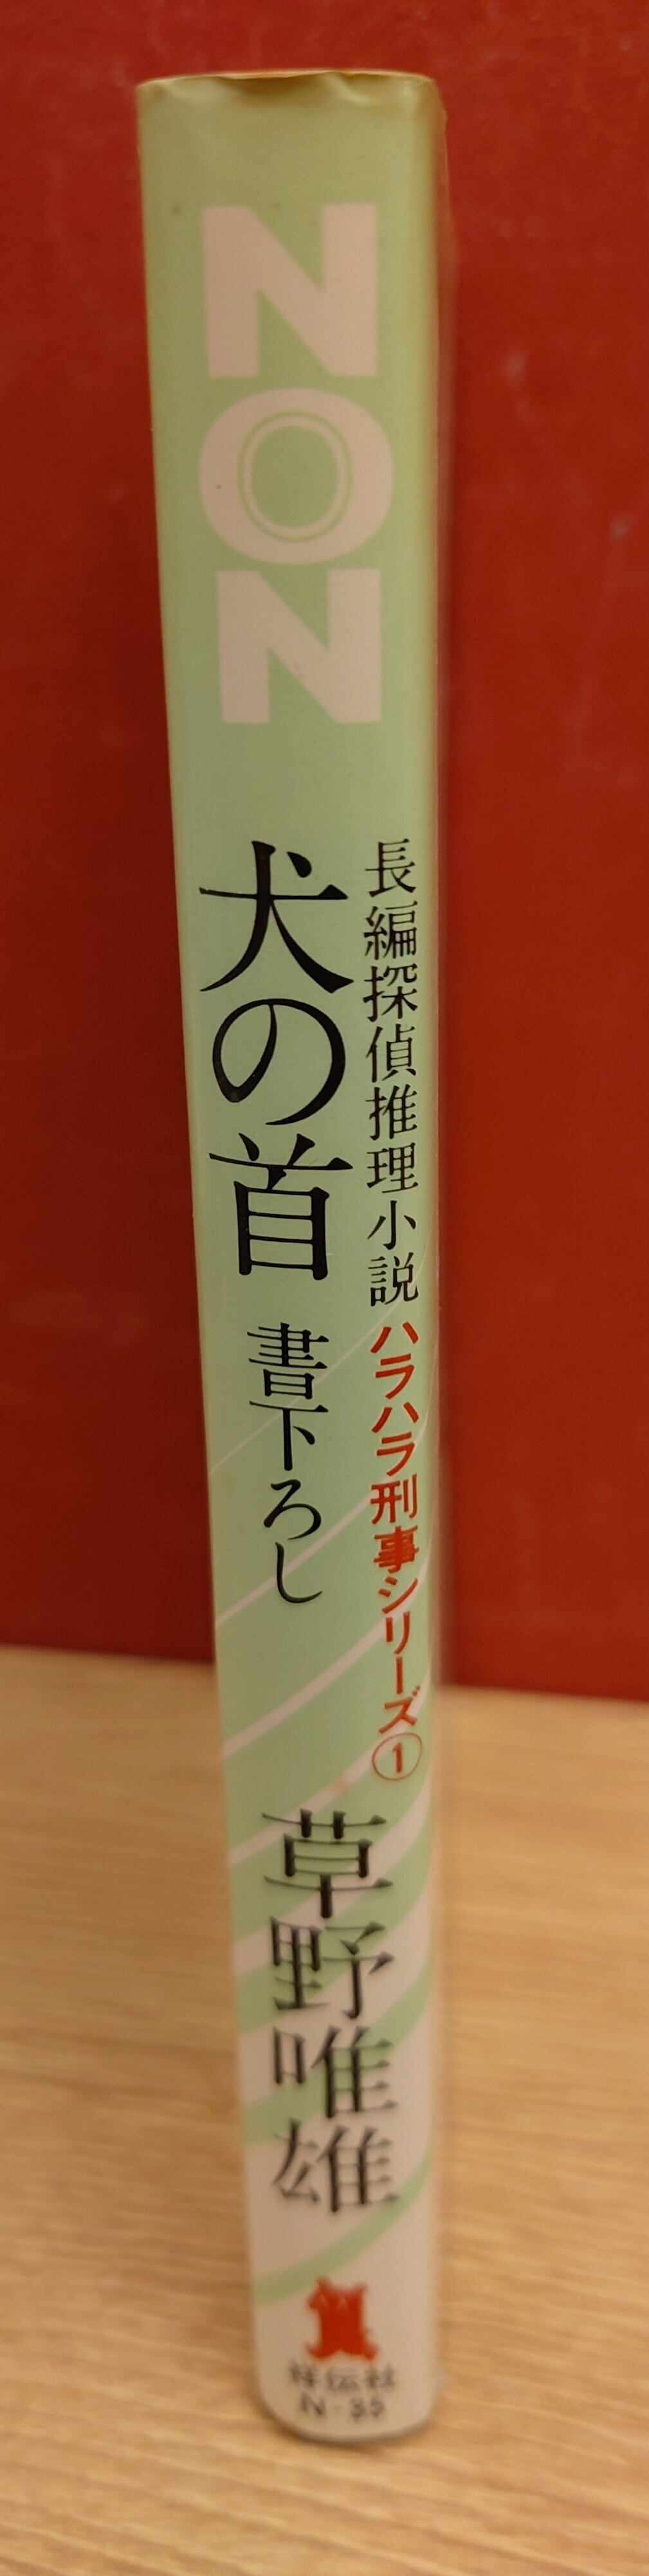 NON
長編探偵推理小説 ハラハラ刑事シリーズ①
犬の首 書下ろし
草野唯雄
祥伝社
N-35